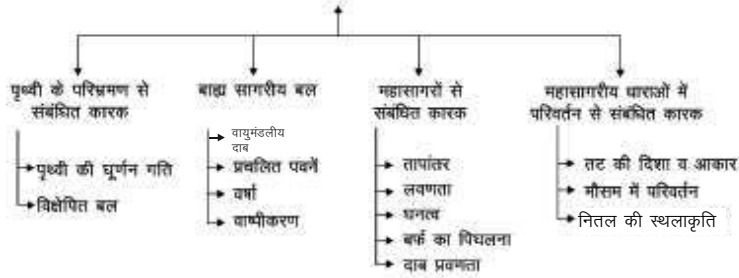 पृथ्वी के परिभ्रमण से
संबंधित कारक
पृथ्वी की घूर्णन गति
विक्षेपित बल
बाह्य सागरीय बल
वायुमंडलीय
दाब
प्रचलित पवनें
वर्षा
वाष्पीकरण
महासागरों से
संबंधित कारक
तापांतर
लवणता
घनत्व
बर्फ का पिघलना
दाब प्रवणता
महासागरीय धाराओं में
परिवर्तन से संबंधित कारक
तट की दिशा व आकार
मौसम में परिवर्तन
नितल की स्थलाकृति